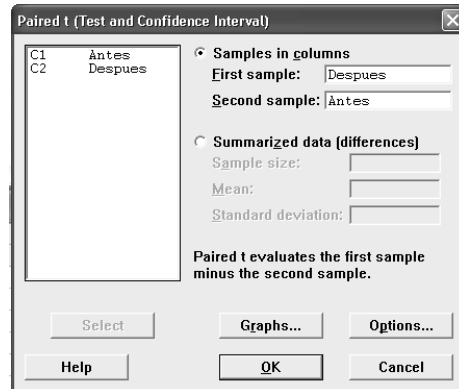 Paired t (Test and Confidence Interval)
C1 Antes
C2 Despues
Samples in columns
First sample: Despues
Second sample: Antes
Summarized data (differences)
Sample size:
Mean:
Standard deviation:
Paired t evaluates the first sample
minus the second sample.
Select Graphs... Options...
Help OK Cancel